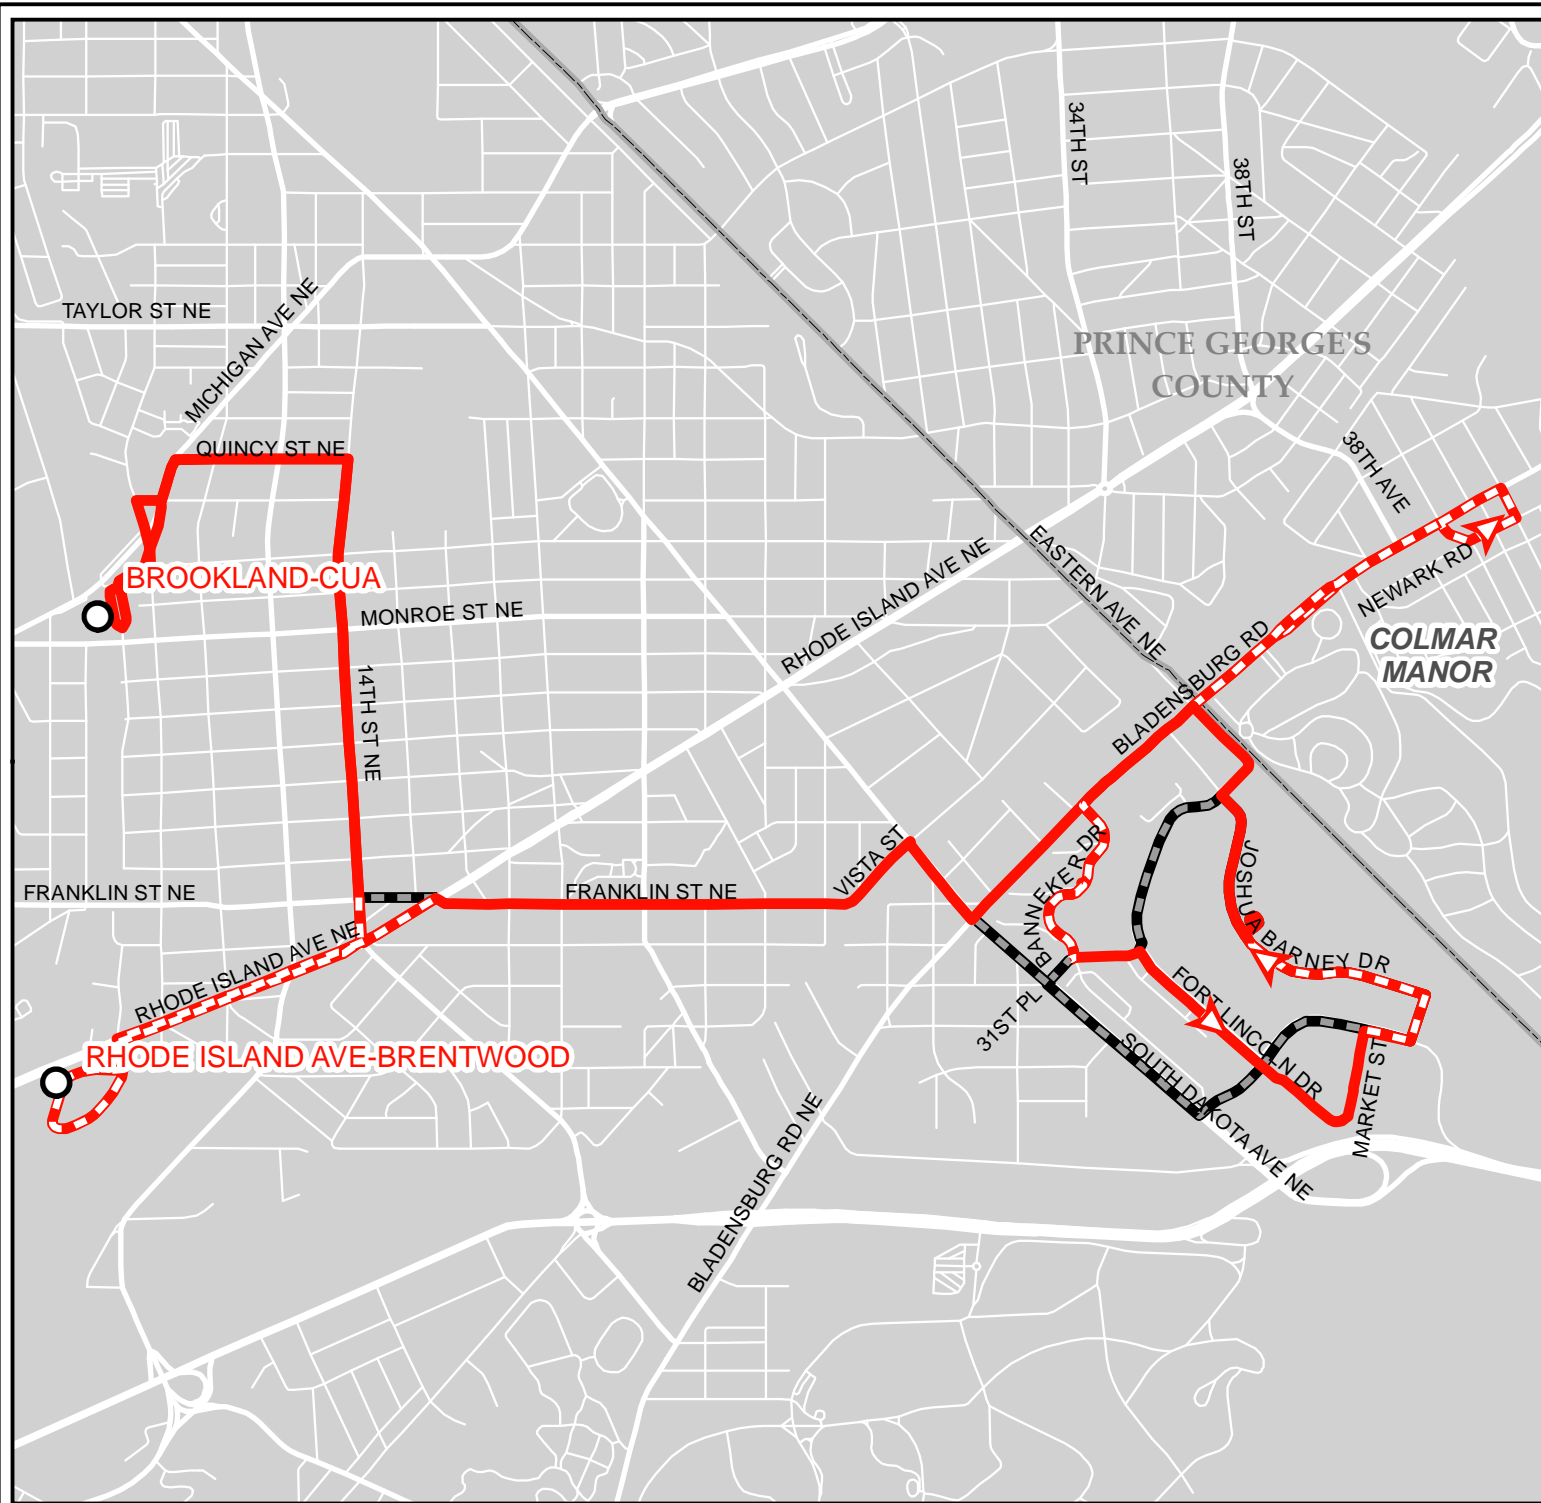 34TH ST
38TH ST
TAYLOR ST NE
MICHIGAN AVE NE
PRINCE GEORGE'S
COUNTY
QUINCY ST NE
38TH AVE
BROOKLAND-CUA
EASTERN AVE NE
RHODE ISLAND AVE NE
NEWARK RD
MONROE ST NE
COLMAR
MANOR
BLADENSBURG RD
14TH ST NE
VISTA ST
BANNEKER DR
FRANKLIN ST NE
FRANKLIN ST NE
JOSHUA BARNEY DR
RHODE ISLAND AVE NE
31ST PL
FORT LINCOLN DR
RHODE ISLAND AVE-BRENTWOOD
SOUTH DAKOTA AVE NE
MARKET ST
BLADENSBURG RD NE